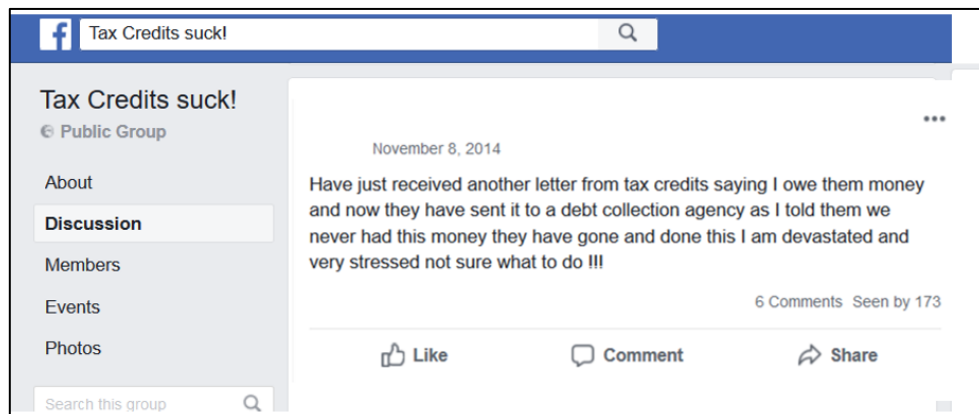 f Tax Credits suck!
Tax Credits suck!
Public Group
About
Discussion
Members
Events
Photos
Search this group
November 8, 2014
Have just received another letter from tax credits saying I owe them money
and now they have sent it to a debt collection agency as I told them we
never had this money they have gone and done this I am devastated and
very stressed not sure what to do !!!
6 Comments Seen by 173
Like Comment Share